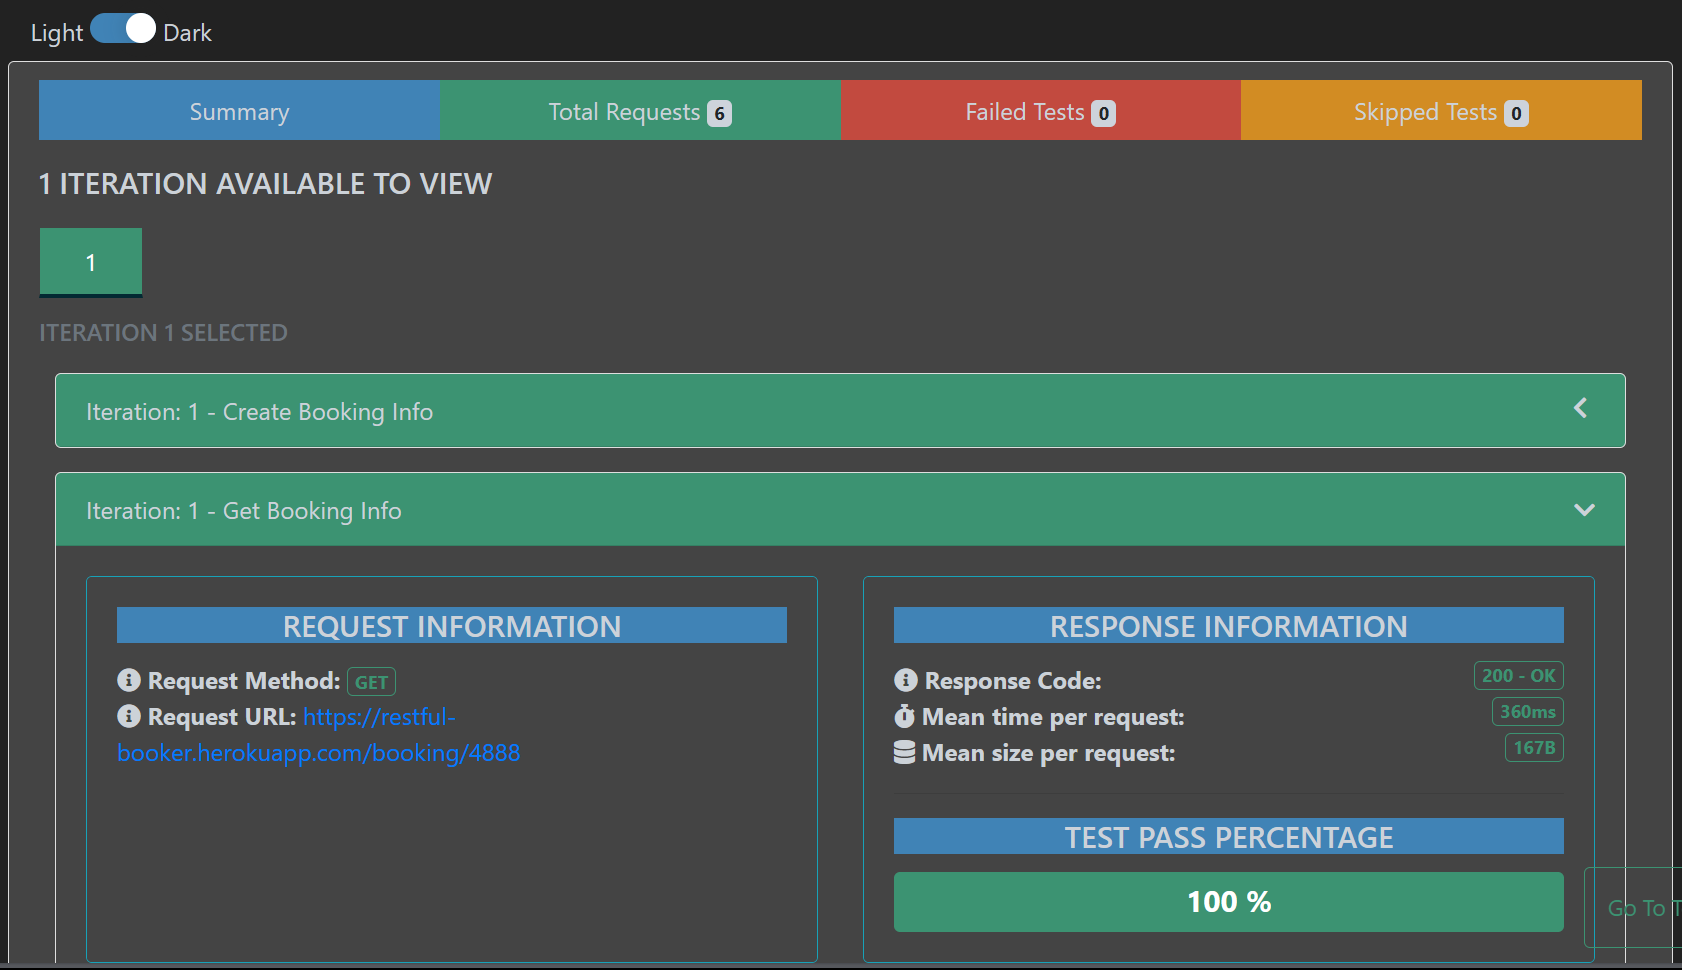 Light Dark
Summary
Total Requests 6
Failed Tests 0
Skipped Tests 0
1 ITERATION AVAILABLE TO VIEW
1
ITERATION 1 SELECTED
Iteration: 1 - Create Booking Info
Iteration: 1 - Get Booking Info
REQUEST INFORMATION
Request Method: GET
Request URL: https://restful-
booker.herokuapp.com/booking/4888
RESPONSE INFORMATION
Response Code: 200 - OK
Mean time per request: 360ms
Mean size per request: 167B
TEST PASS PERCENTAGE
100 %
Go To T